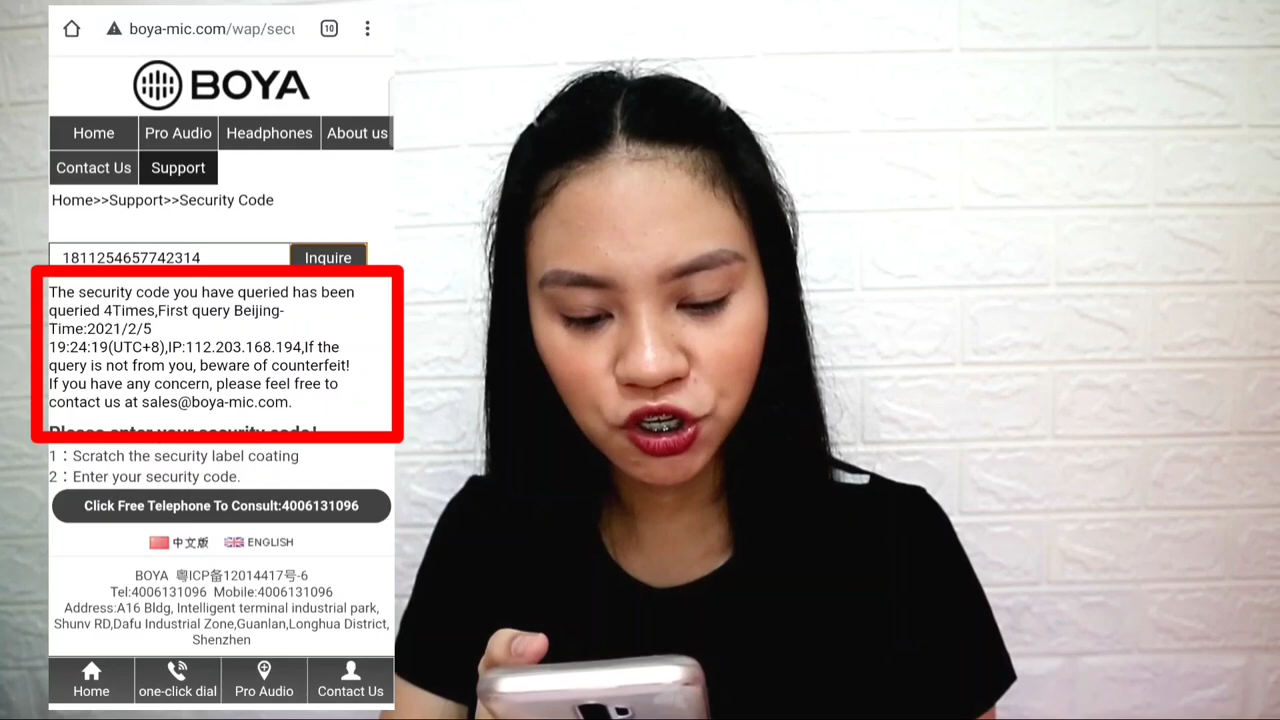 boya-mic.com/wap/secu
10
BOYA
Home Pro Audio Headphones About us
Contact Us Support
Home>>Support>>Security Code
1811254657742314 Inquire
The security code you have queried has been
queried 4Times,First query Beijing-
Time:2021/2/5
19:24:19(UTC+8),IP:112.203.168.194,If the
query is not from you, beware of counterfeit!
If you have any concern, please feel free to
contact us at sales@boya-mic.com.
Please enter your security code!
1：Scratch the security label coating
2：Enter your security code.
Click Free Telephone To Consult:4006131096
中文版 ENGLISH
BOYA 粤ICP备12014417号-6
Tel:4006131096 Mobile:4006131096
Address:A16 Bldg, Intelligent terminal industrial park,
Shunv RD,Dafu Industrial Zone,Guanlan,Longhua District,
Shenzhen
Home one-click dial Pro Audio Contact Us